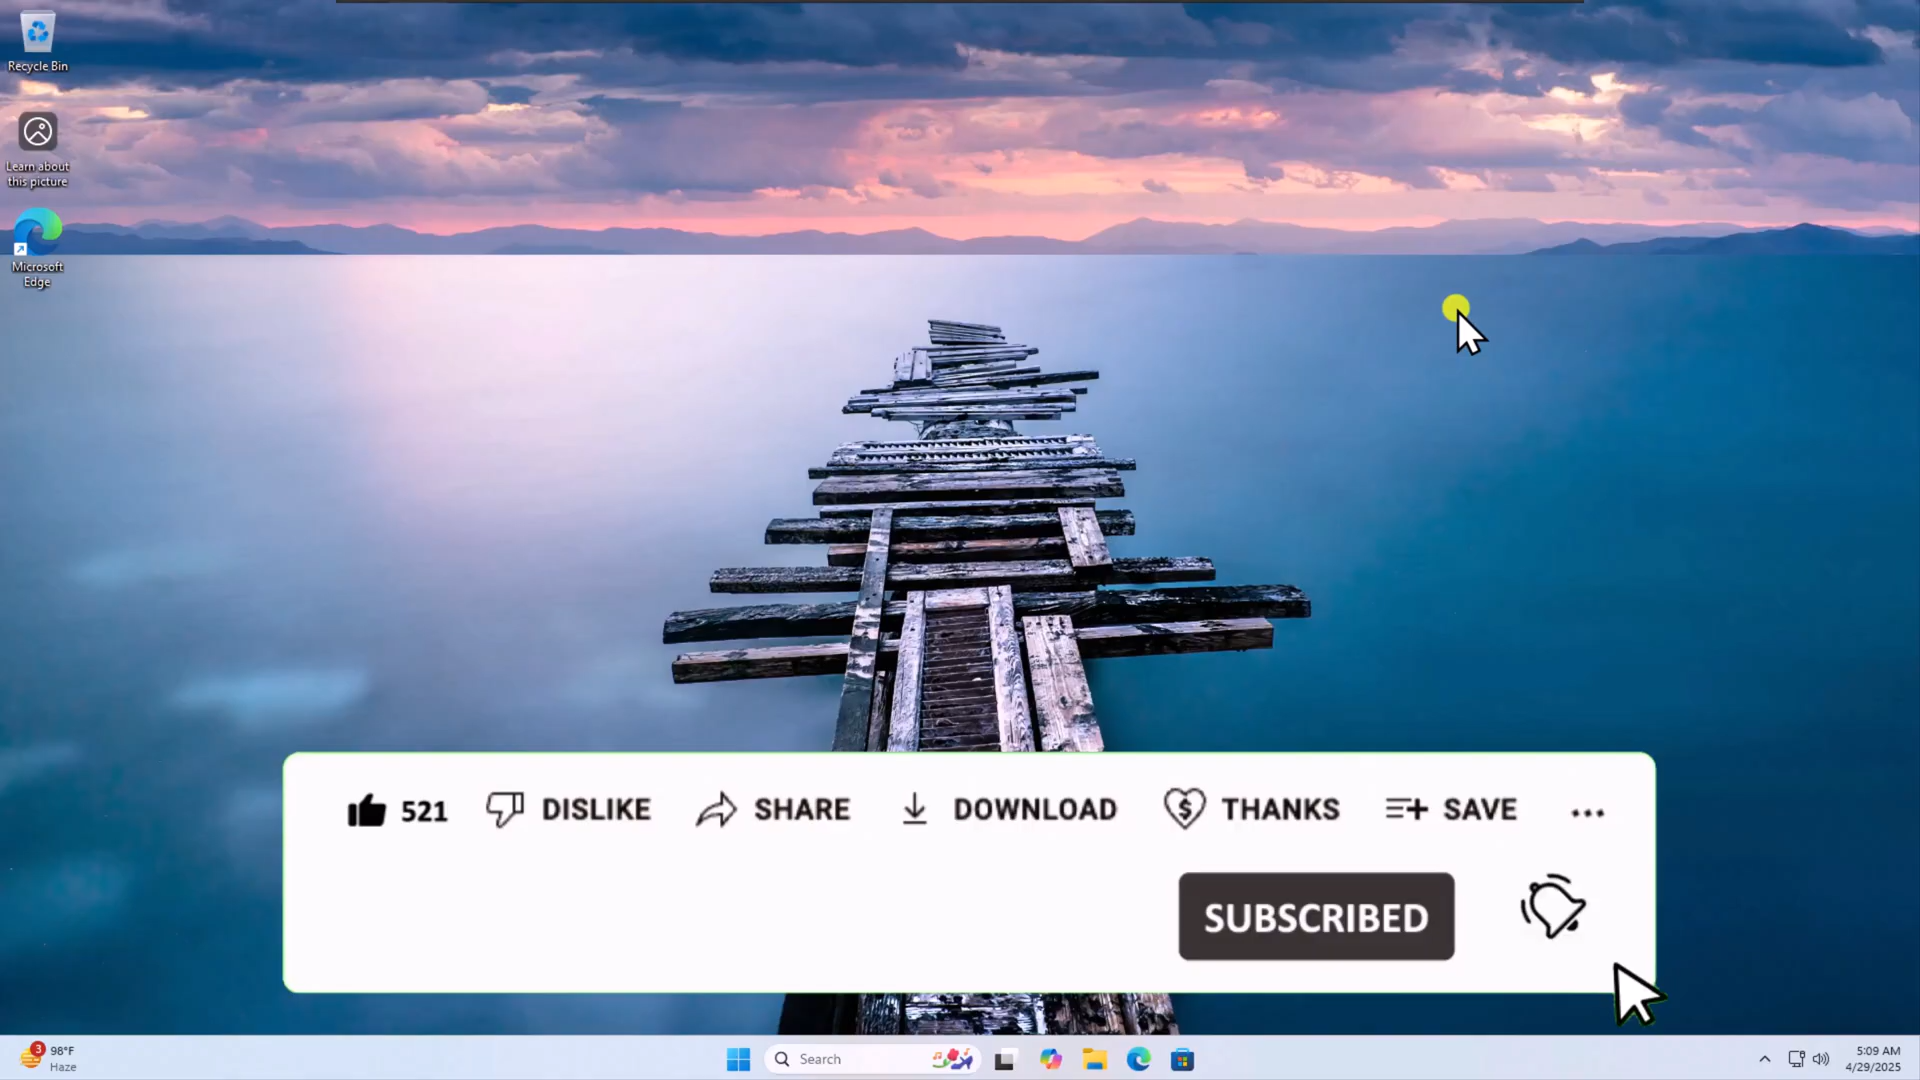 Recycle Bin
Learn about
this picture
Microsoft
Edge
521 DISLIKE SHARE DOWNLOAD THANKS SAVE ...
SUBSCRIBED
3 98°F
Haze
Search
5:09 AM
4/29/2025